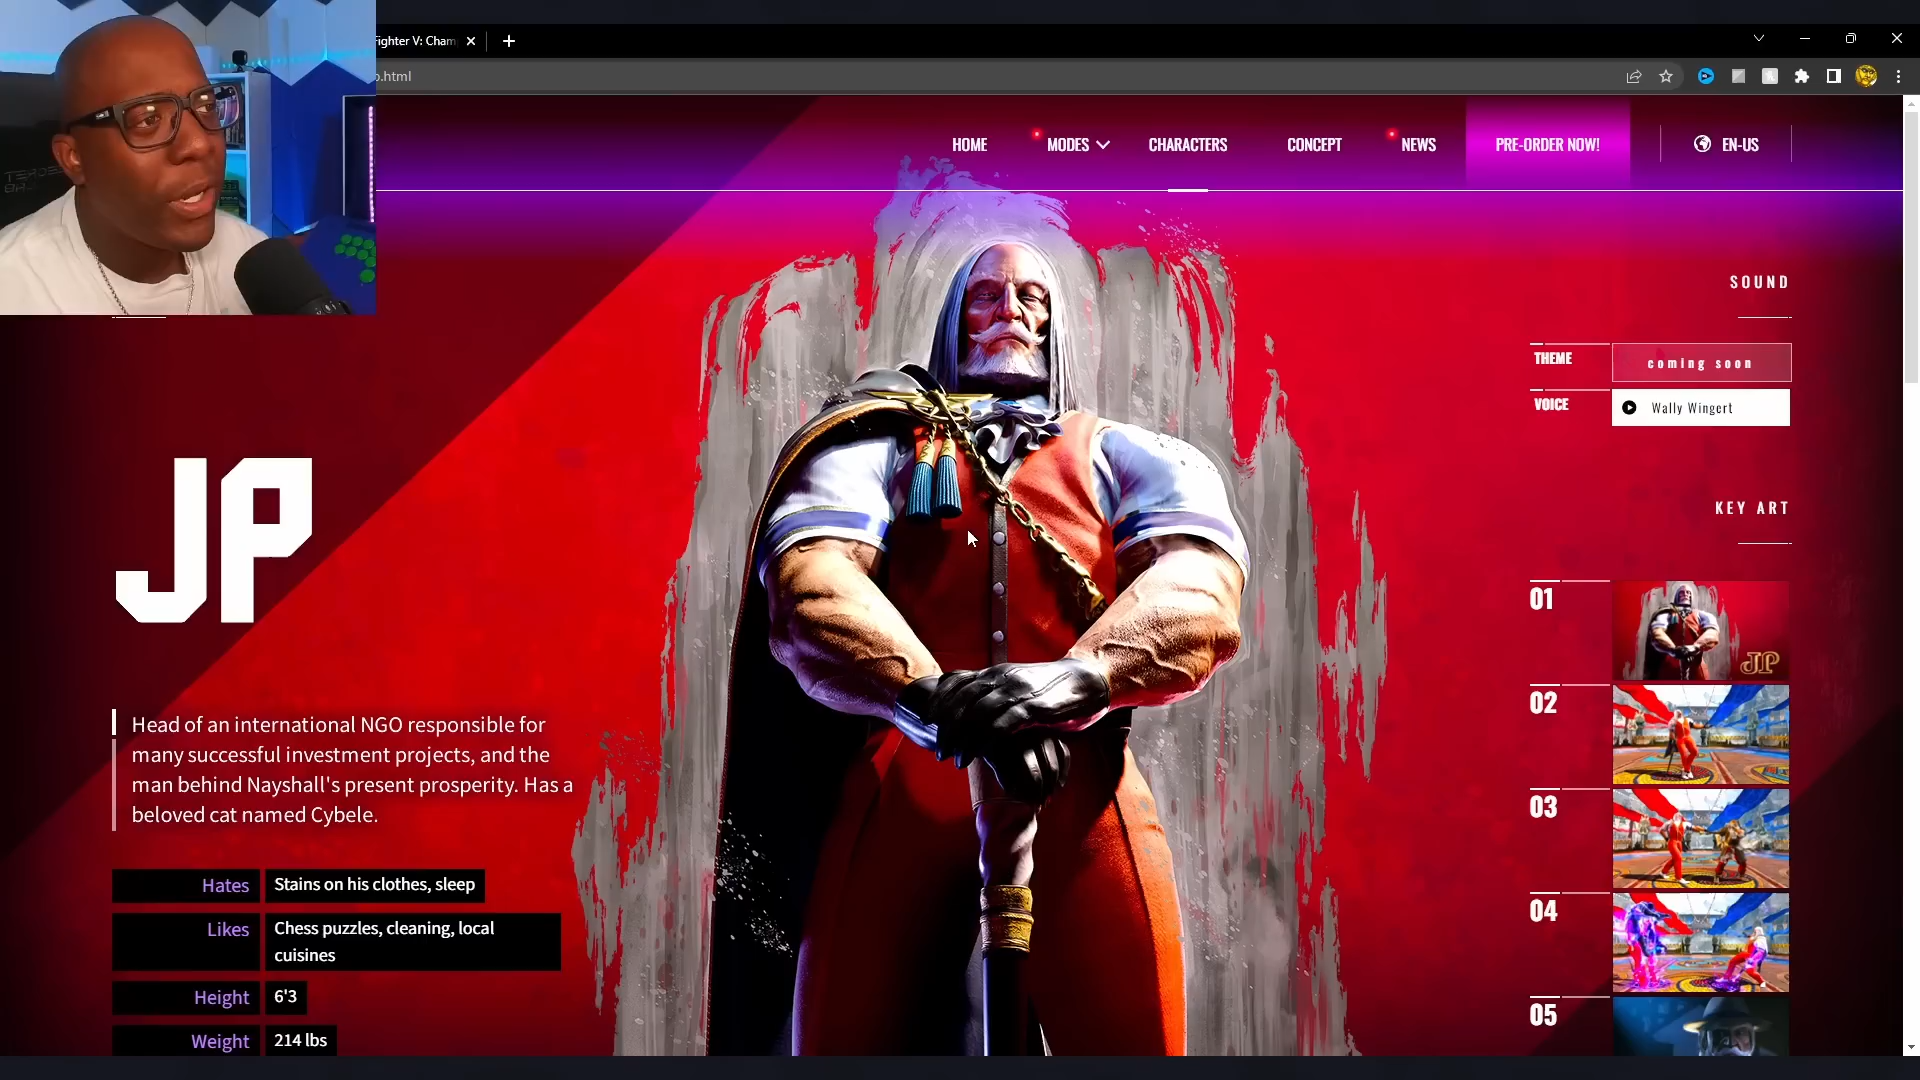 Fighter V: Cham
p.html
HOME
MODES
CHARACTERS
CONCEPT
NEWS
PRE-ORDER NOW!
EN-US
SOUND
THEME
coming soon
VOICE
Wally Wingert
KEY ART
JP
Head of an international NGO responsible for
many successful investment projects, and the
man behind Nayshall's present prosperity. Has a
beloved cat named Cybele.
Hates
Stains on his clothes, sleep
Likes
Chess puzzles, cleaning, local
cuisines
Height
6'3
Weight
214 lbs
01
JP
02
03
04
05